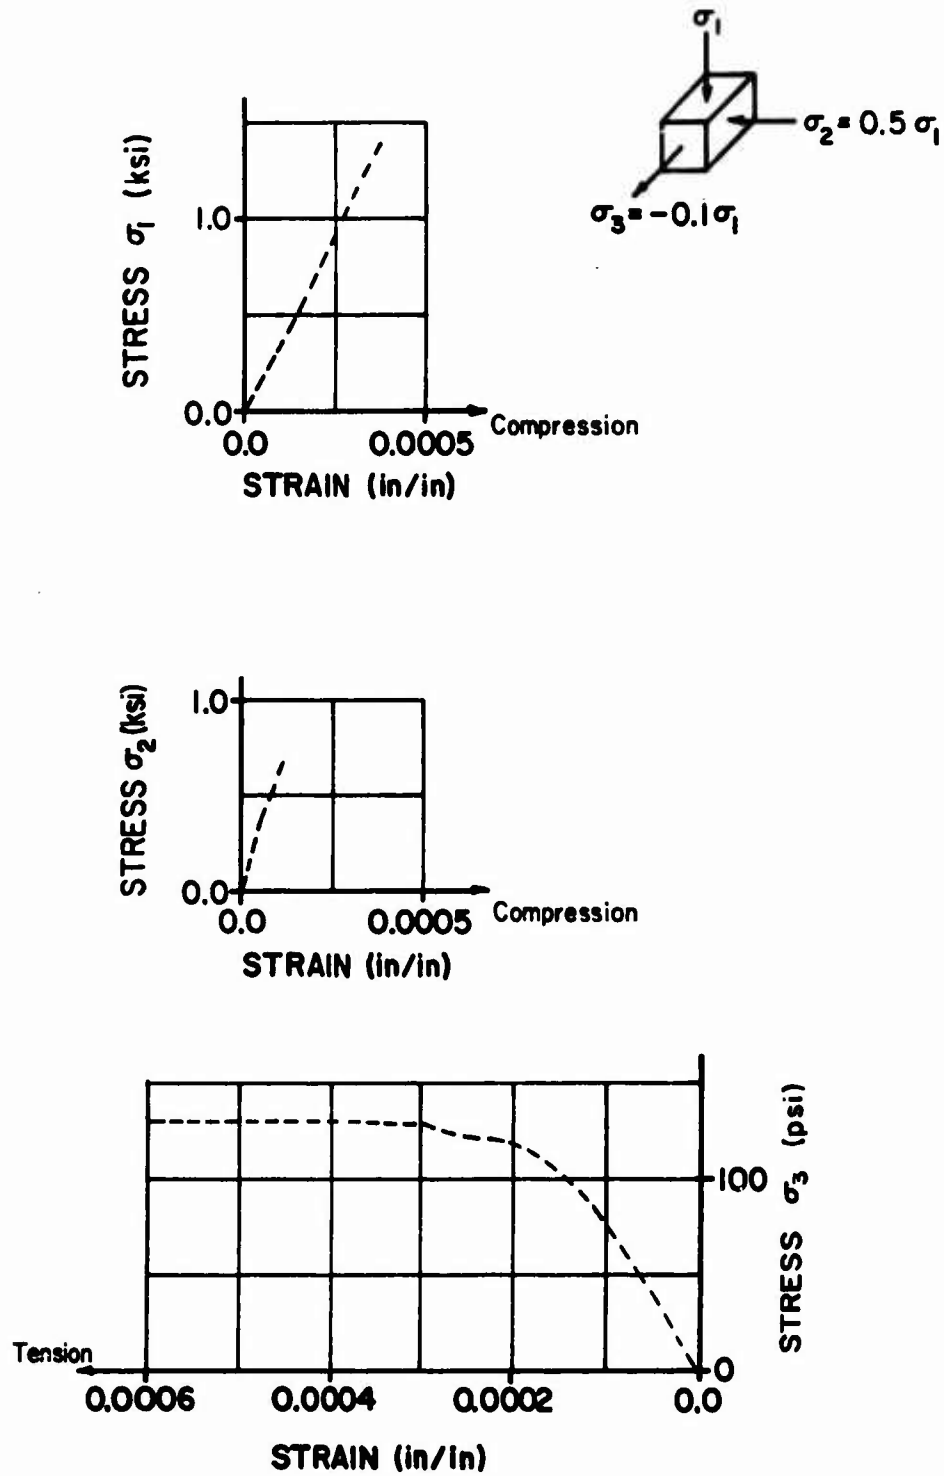 σ₁
σ₂ = 0.5 σ₁
σ₃ = -0.1σ₁
STRESS σ₁ (ksi)
1.0
0.0
0.0 0.0005 Compression
STRAIN (in/in)
STRESS σ₂ (ksi)
1.0
0.0
0.0 0.0005 Compression
STRAIN (in/in)
100
STRESS σ₃ (psi)
Tension
0
0.0006 0.0004 0.0002 0.0
STRAIN (in/in)